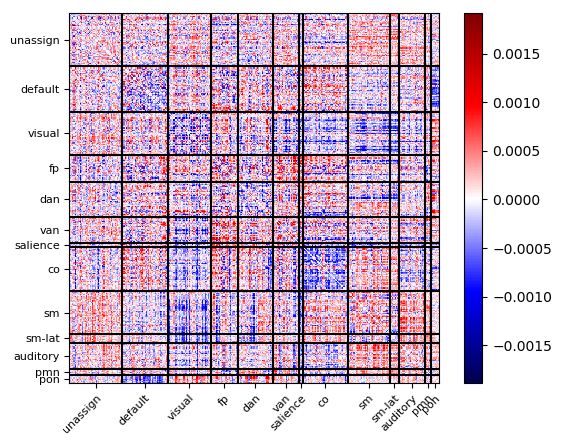 unassign
default
visual
fp
dan
van
salience
co
sm
sm-lat
auditory
pmn
pon
unassign
default
visual
fp
dan
van
salience
co
sm
sm-lat
auditory
pmn
pon
0.0015
0.0010
0.0005
0.0000
−0.0005
−0.0010
−0.0015